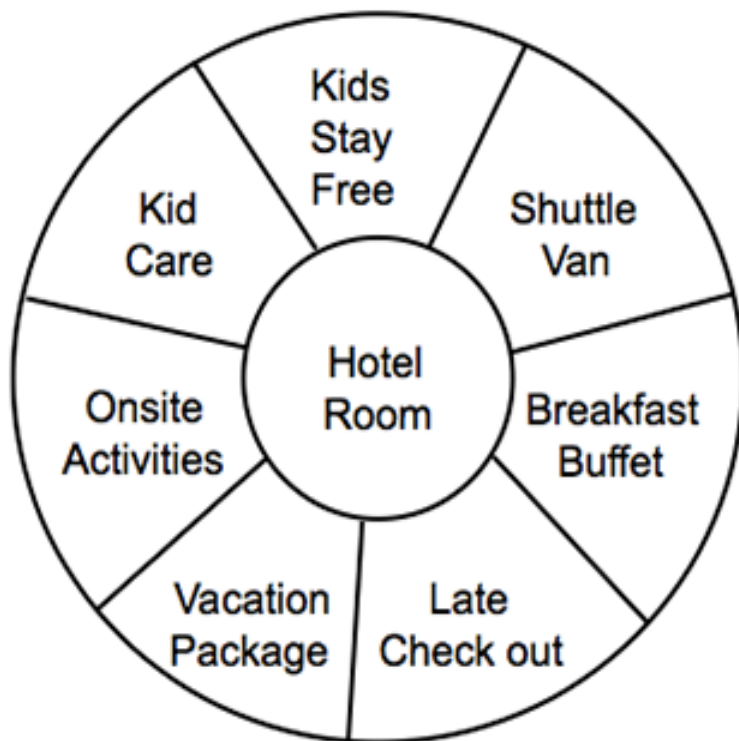 Kids
Stay
Free
Shuttle
Van
Breakfast
Buffet
Late
Check out
Vacation
Package
Onsite
Activities
Kid
Care
Hotel
Room